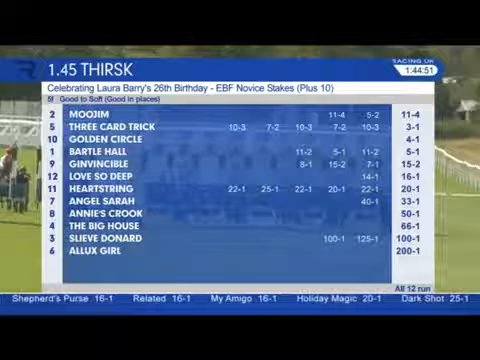 RACING UK
1.45 THIRSK 1:44:51
Celebrating Laura Barry's 26th Birthday - EBF Novice Stakes (Plus 10)
5f Good to Soft (Good in places)
2 MOOJIM 11-4 5-2 11-4
5 THREE CARD TRICK 10-3 7-2 10-3 7-2 10-3 3-1
10 GOLDEN CIRCLE 4-1
1 BARTLE HALL 11-2 5-1 11-2 5-1
9 GINVINCIBLE 8-1 15-2 7-1 15-2
12 LOVE SO DEEP 14-1 16-1
11 HEARTSTRING 22-1 25-1 22-1 20-1 22-1 20-1
7 ANGEL SARAH 40-1 33-1
8 ANNIE'S CROOK 50-1
4 THE BIG HOUSE 66-1
3 SLIEVE DONARD 100-1 125-1 100-1
6 ALLUX GIRL 200-1
All 12 run
Shepherd's Purse 16-1 Related 16-1 My Amigo 16-1 Holiday Magic 20-1 Dark Shot 25-1